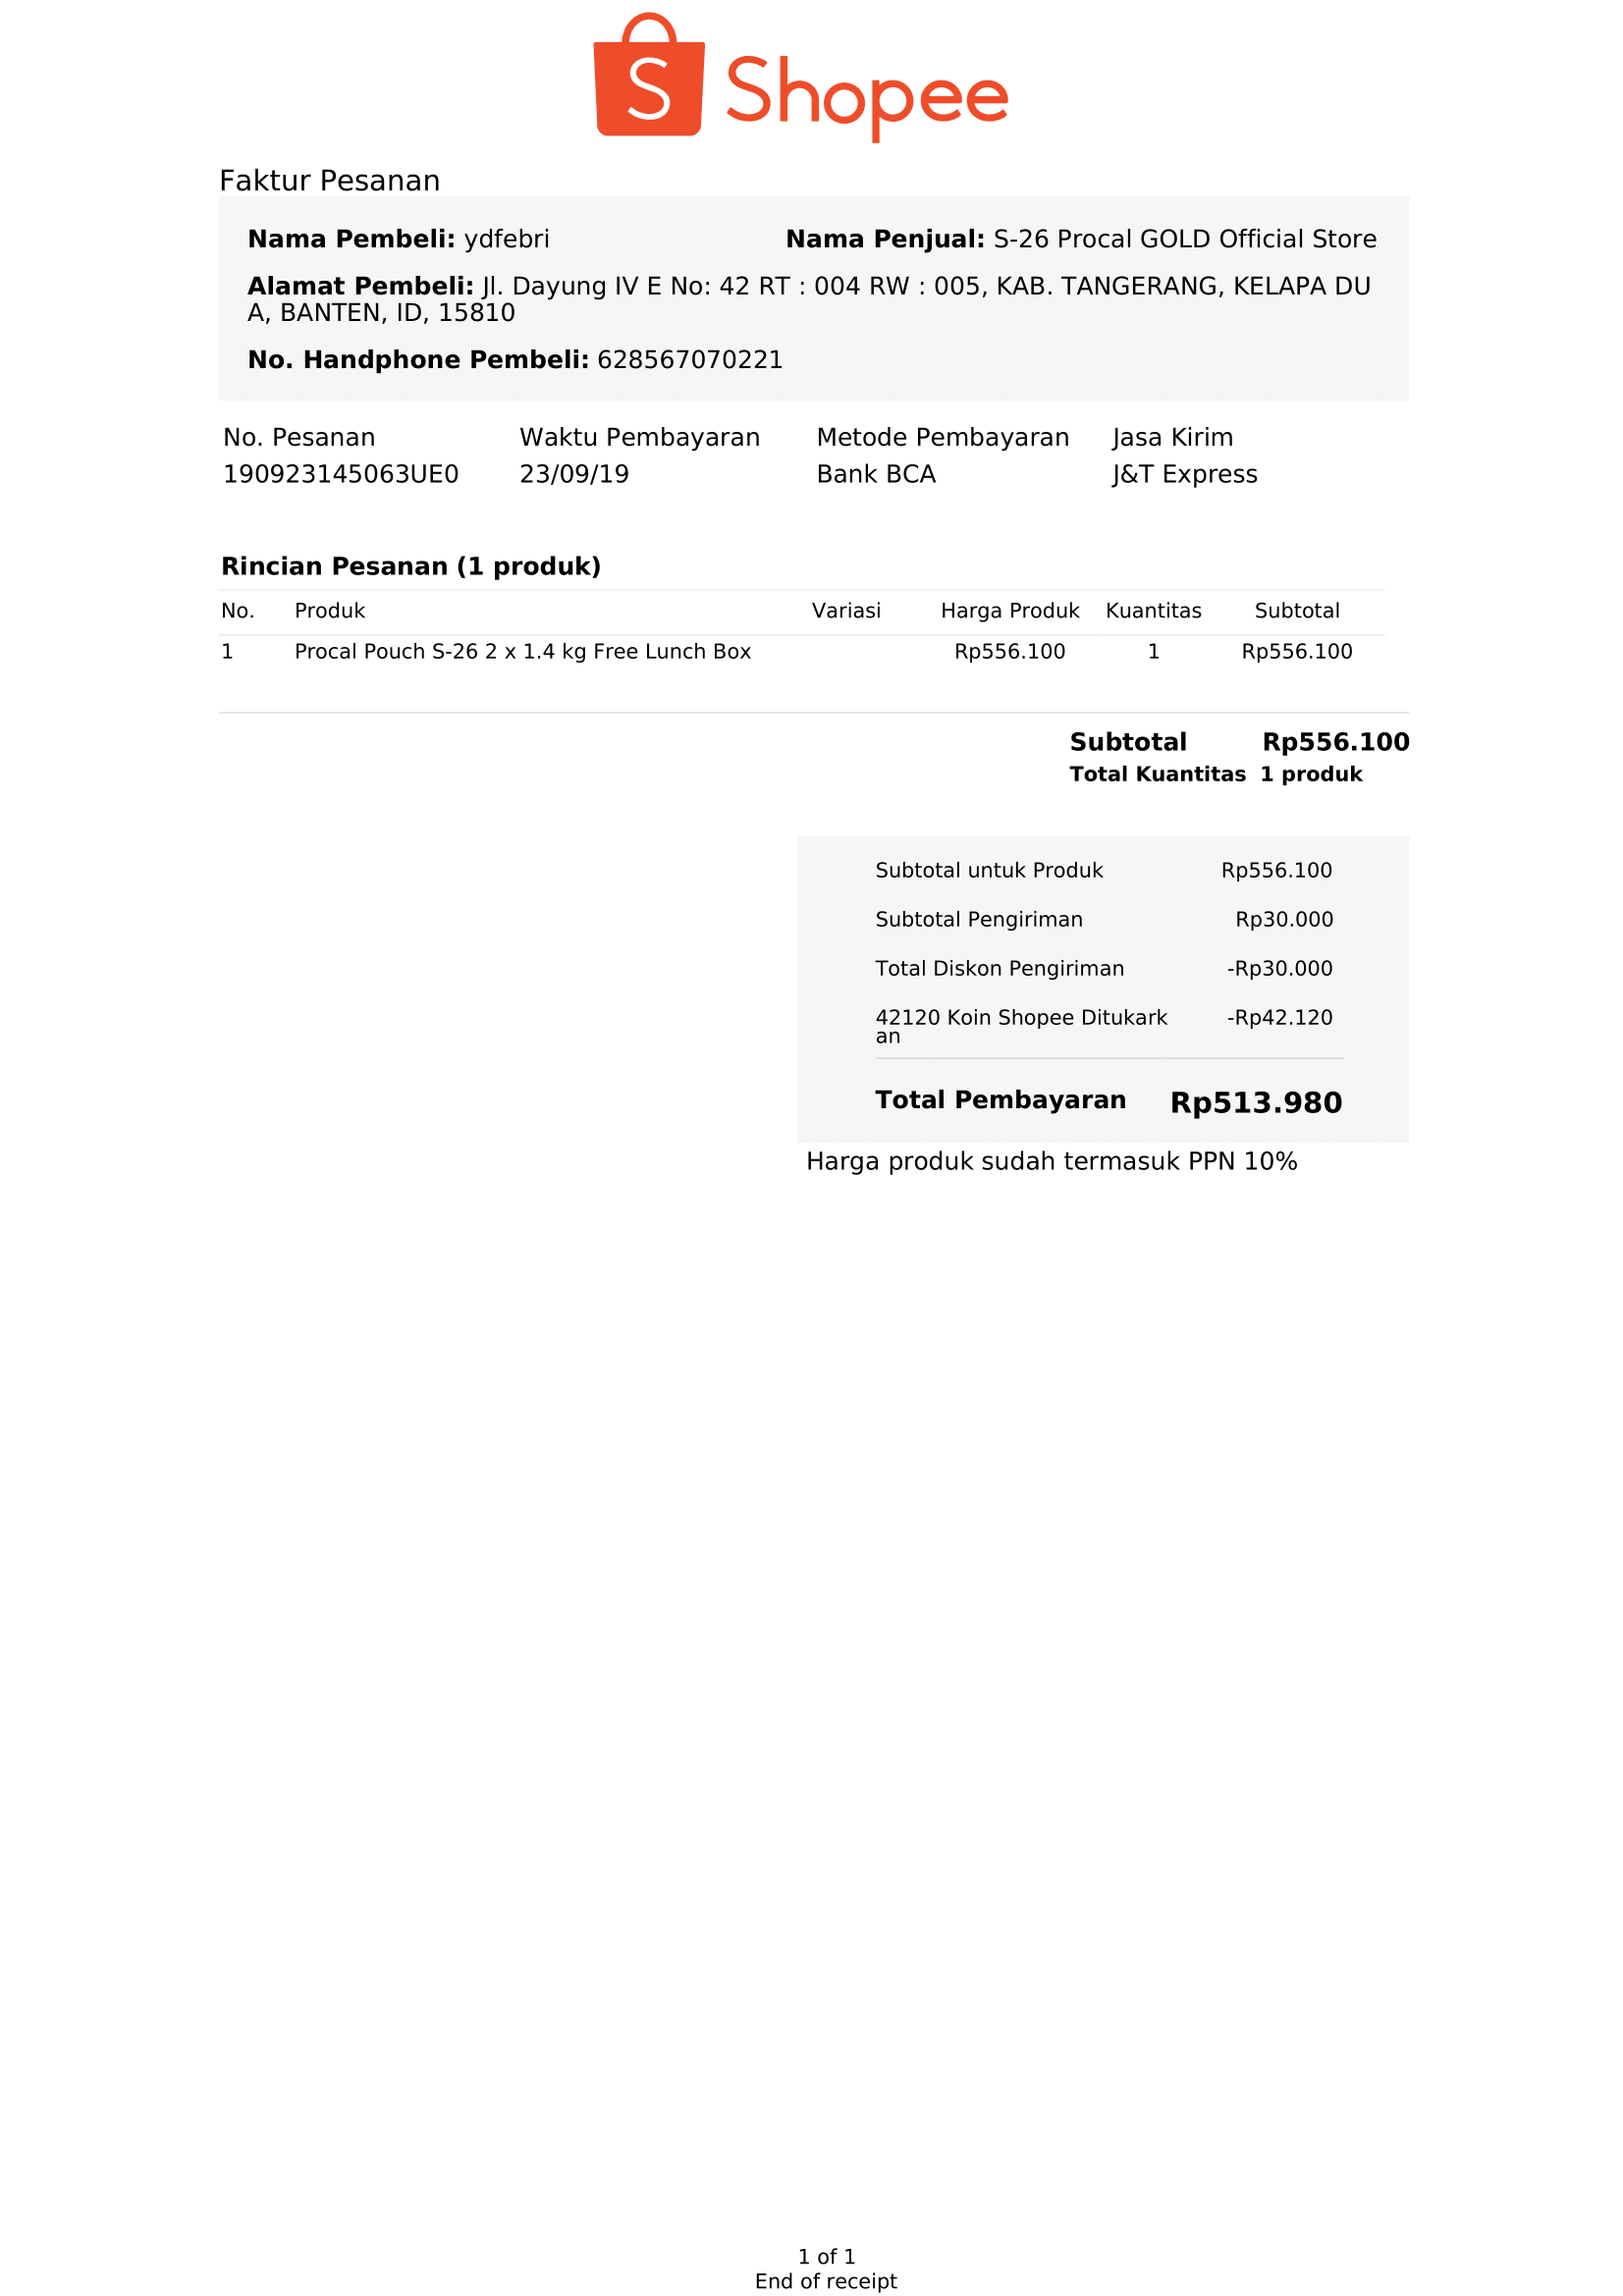 Shopee
Faktur Pesanan
Nama Pembeli: ydfebri Nama Penjual: S-26 Procal GOLD Official Store
Alamat Pembeli: Jl. Dayung IV E No: 42 RT : 004 RW : 005, KAB. TANGERANG, KELAPA DU
A, BANTEN, ID, 15810
No. Handphone Pembeli: 628567070221
No. Pesanan Waktu Pembayaran Metode Pembayaran Jasa Kirim
190923145063UE0 23/09/19 Bank BCA J&T Express
Rincian Pesanan (1 produk)
No. Produk Variasi Harga Produk Kuantitas Subtotal
1 Procal Pouch S-26 2 x 1.4 kg Free Lunch Box Rp556.100 1 Rp556.100
Subtotal Rp556.100
Total Kuantitas 1 produk
Subtotal untuk Produk Rp556.100
Subtotal Pengiriman Rp30.000
Total Diskon Pengiriman -Rp30.000
42120 Koin Shopee Ditukark -Rp42.120
an
Total Pembayaran Rp513.980
Harga produk sudah termasuk PPN 10%
1 of 1
End of receipt